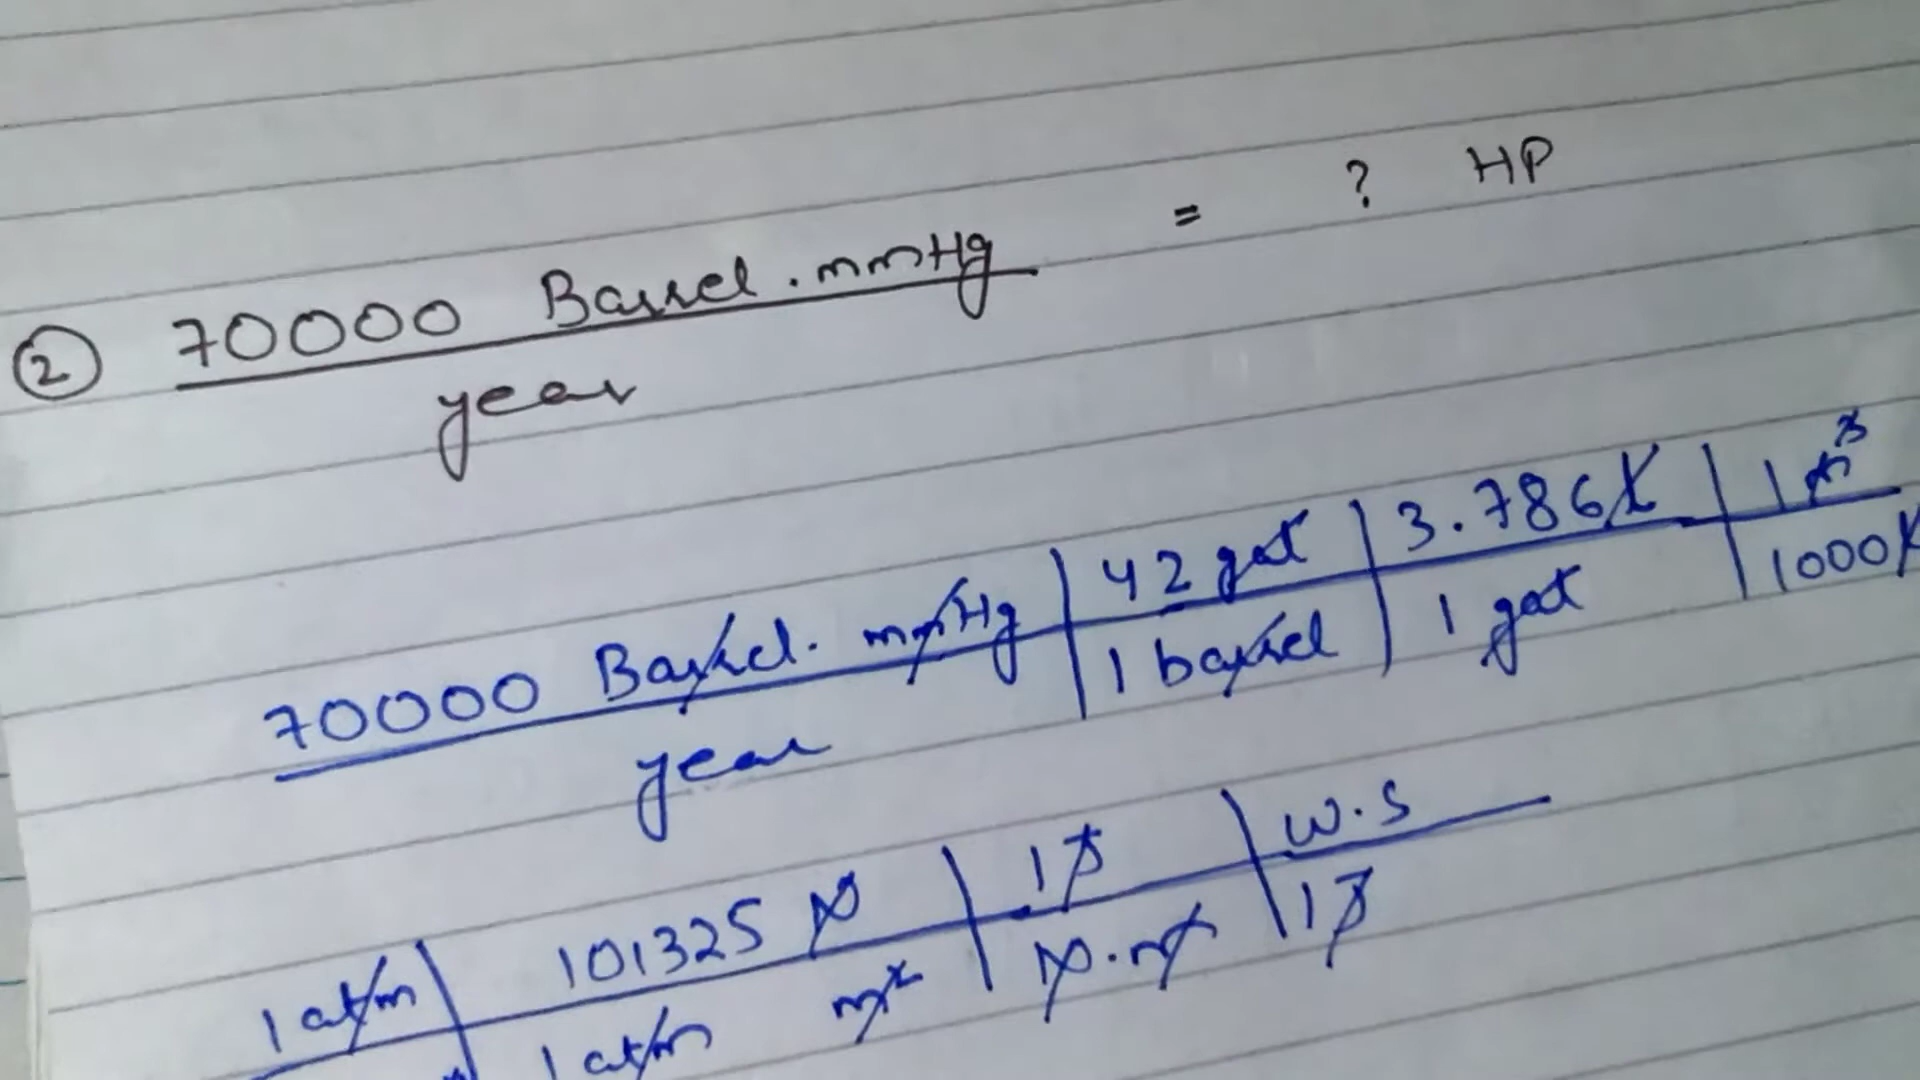 ② 70000 Barrel.mmHg = ? HP
year
70000 Barrel.mmHg | 42 gal | 3.786 L | 1 m³
year | 1 barrel | 1 gal | 1000 L
1 atm | 101325 N | 1 J | W.S
1 atm m² | N.m | 1 J